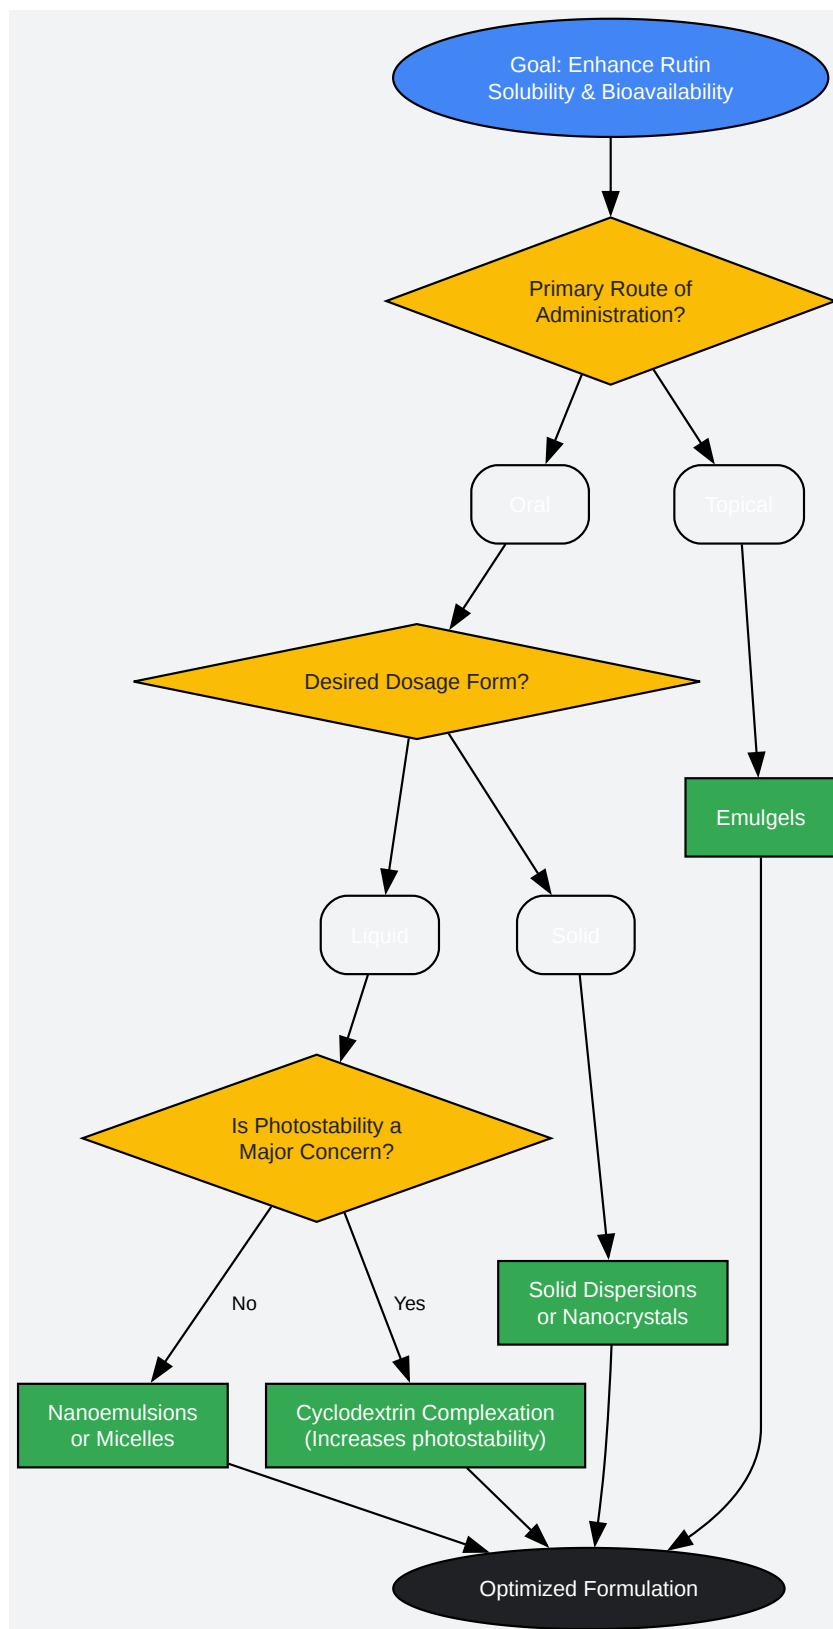 Goal: Enhance Rutin
Solubility & Bioavailability
Primary Route of
Administration?
Oral
Topical
Desired Dosage Form?
Emulgels
Liquid
Solid
Is Photostability a
Major Concern?
No
Yes
Solid Dispersions
or Nanocrystals
Nanoemulsions
or Micelles
Cyclodextrin Complexation
(Increases photostability)
Optimized Formulation